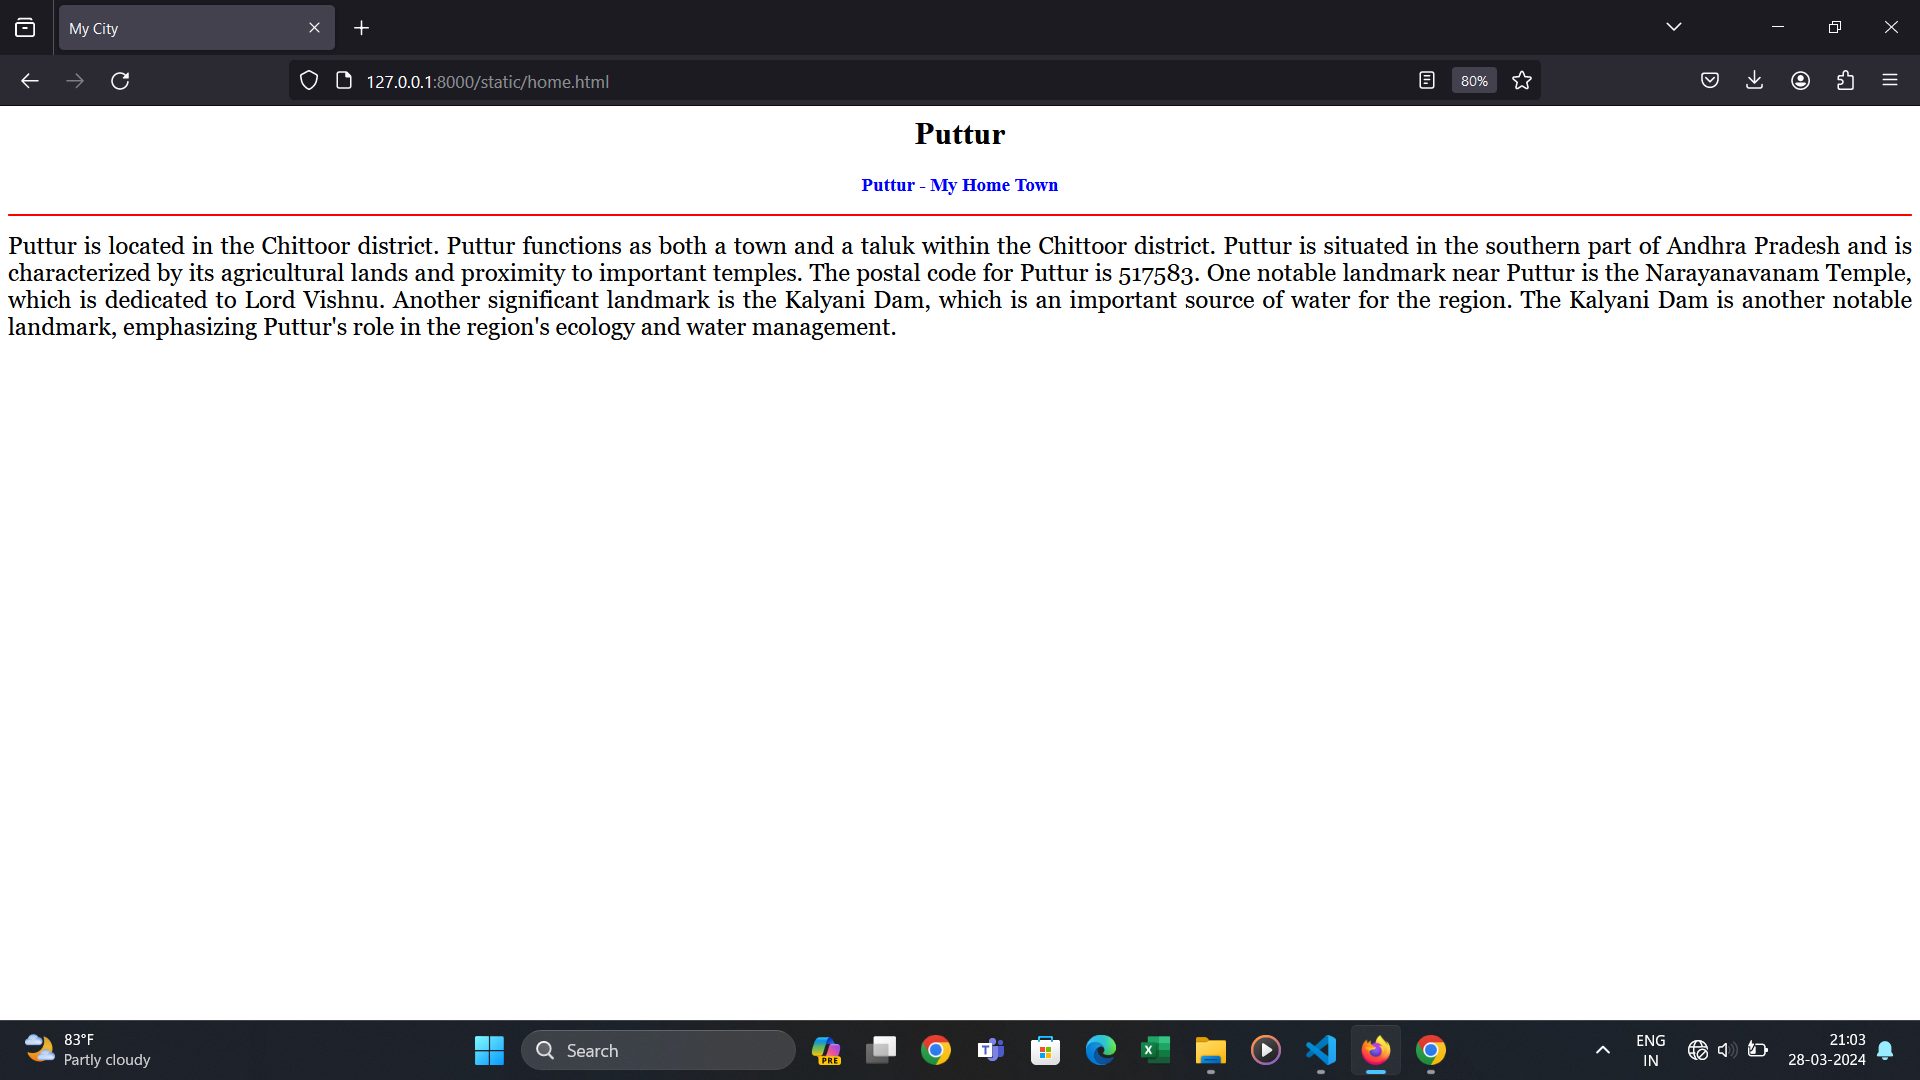 My City
127.0.0.1:8000/static/home.html
80%
Puttur
Puttur - My Home Town
Puttur is located in the Chittoor district. Puttur functions as both a town and a taluk within the Chittoor district. Puttur is situated in the southern part of Andhra Pradesh and is
characterized by its agricultural lands and proximity to important temples. The postal code for Puttur is 517583. One notable landmark near Puttur is the Narayanavanam Temple,
which is dedicated to Lord Vishnu. Another significant landmark is the Kalyani Dam, which is an important source of water for the region. The Kalyani Dam is another notable
landmark, emphasizing Puttur's role in the region's ecology and water management.
83°F
Partly cloudy
Search
PRE
ENG
IN
21:03
28-03-2024